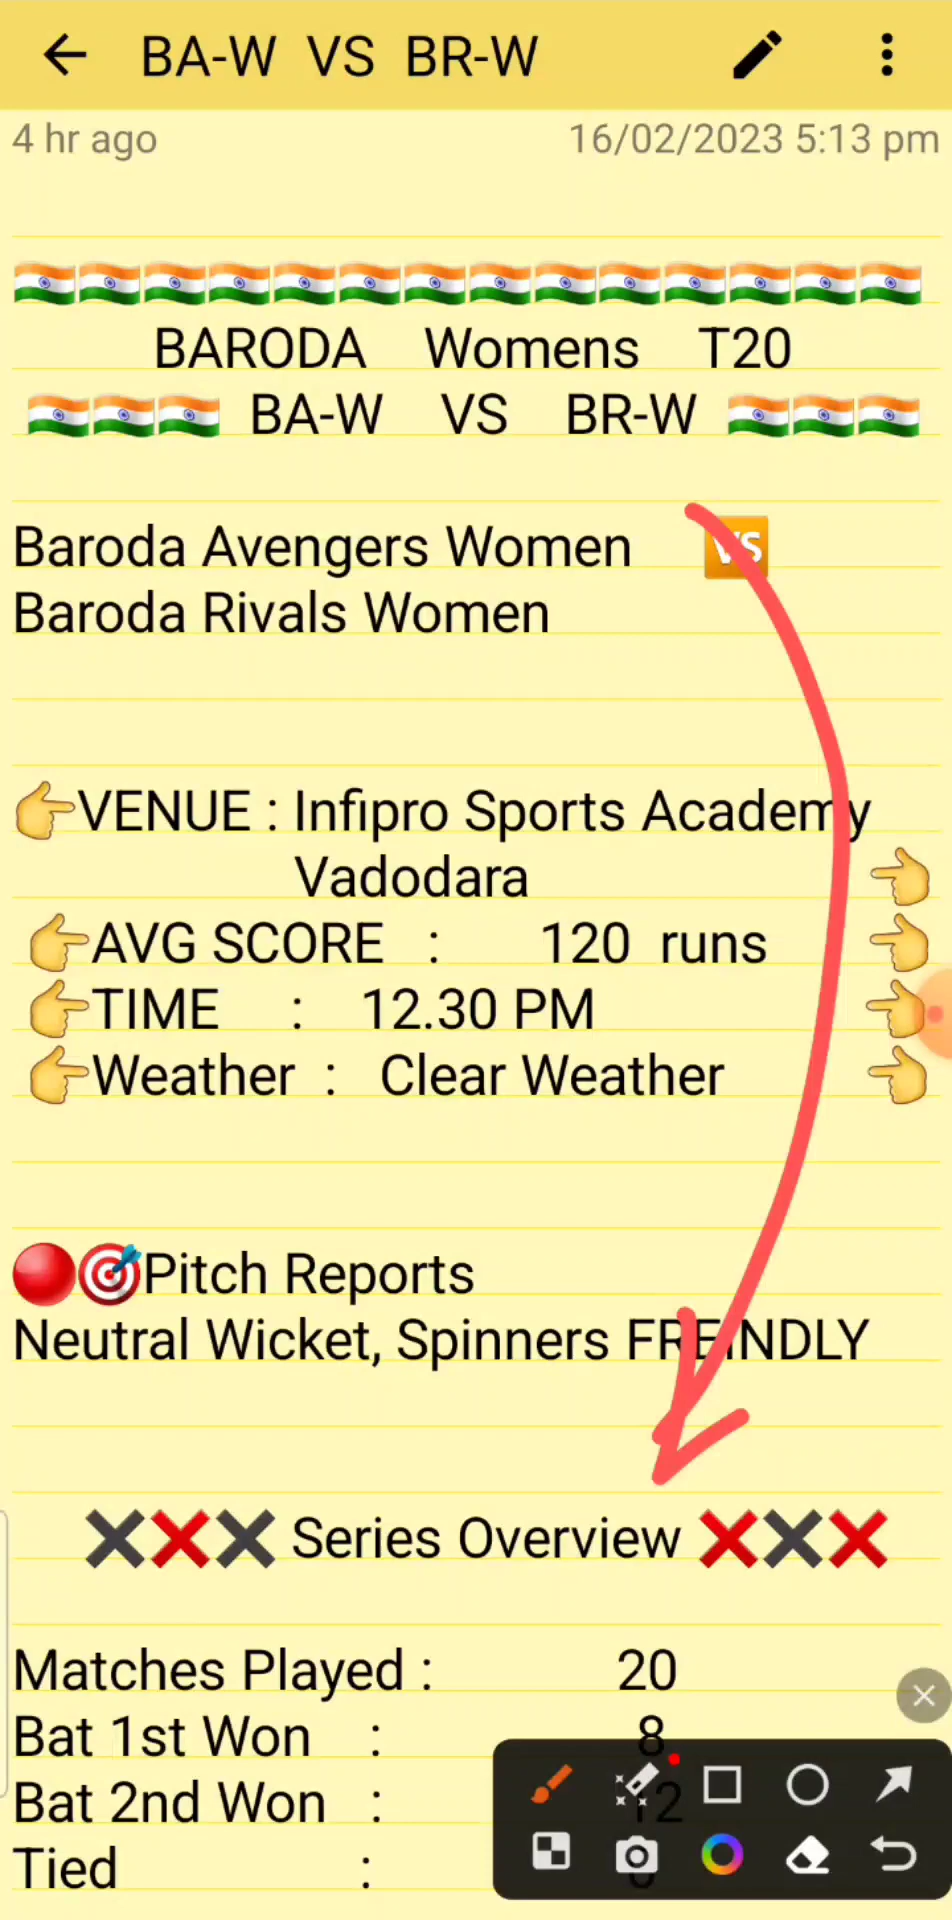 BA-W VS BR-W
4 hr ago 16/02/2023 5:13 pm
BARODA Womens T20
BA-W VS BR-W
Baroda Avengers Women VS
Baroda Rivals Women
VENUE : Infipro Sports Academy
Vadodara
AVG SCORE : 120 runs
TIME : 12.30 PM
Weather : Clear Weather
Pitch Reports
Neutral Wicket, Spinners FREINDLY
Series Overview
Matches Played : 20
Bat 1st Won : 8
Bat 2nd Won : 12
Tied :